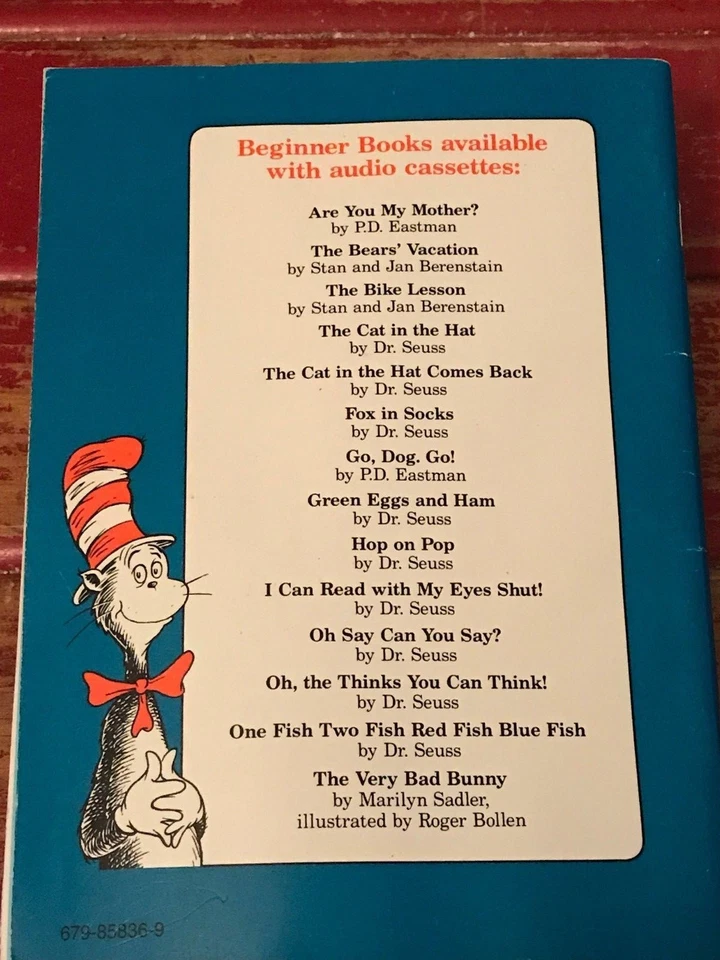 Beginner Books available
with audio cassettes:
Are You My Mother?
by P.D. Eastman
The Bears' Vacation
by Stan and Jan Berenstain
The Bike Lesson
by Stan and Jan Berenstain
The Cat in the Hat
by Dr. Seuss
The Cat in the Hat Comes Back
by Dr. Seuss
Fox in Socks
by Dr. Seuss
Go, Dog. Go!
by P.D. Eastman
Green Eggs and Ham
by Dr. Seuss
Hop on Pop
by Dr. Seuss
I Can Read with My Eyes Shut!
by Dr. Seuss
Oh Say Can You Say?
by Dr. Seuss
Oh, the Thinks You Can Think!
by Dr. Seuss
One Fish Two Fish Red Fish Blue Fish
by Dr. Seuss
The Very Bad Bunny
by Marilyn Sadler,
illustrated by Roger Bollen
679-85836-9